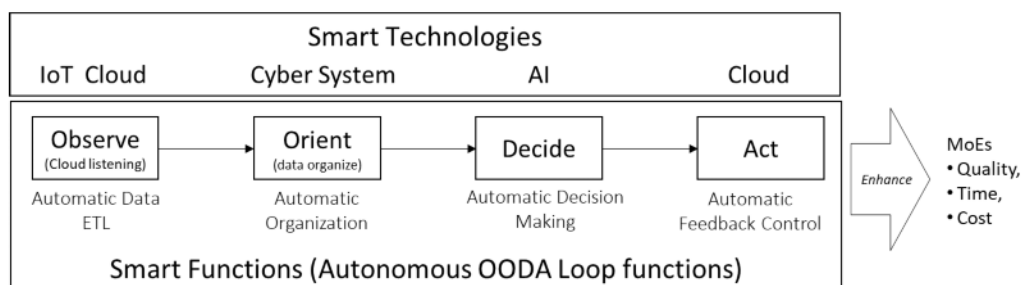 Smart Technologies
IoT Cloud
Cyber System
AI
Cloud
Observe
(Cloud listening)
Orient
(data organize)
Decide
Act
Automatic Data
ETL
Automatic
Organization
Automatic Decision
Making
Automatic
Feedback Control
Smart Functions (Autonomous OODA Loop functions)
Enhance
MoEs
• Quality,
• Time,
• Cost